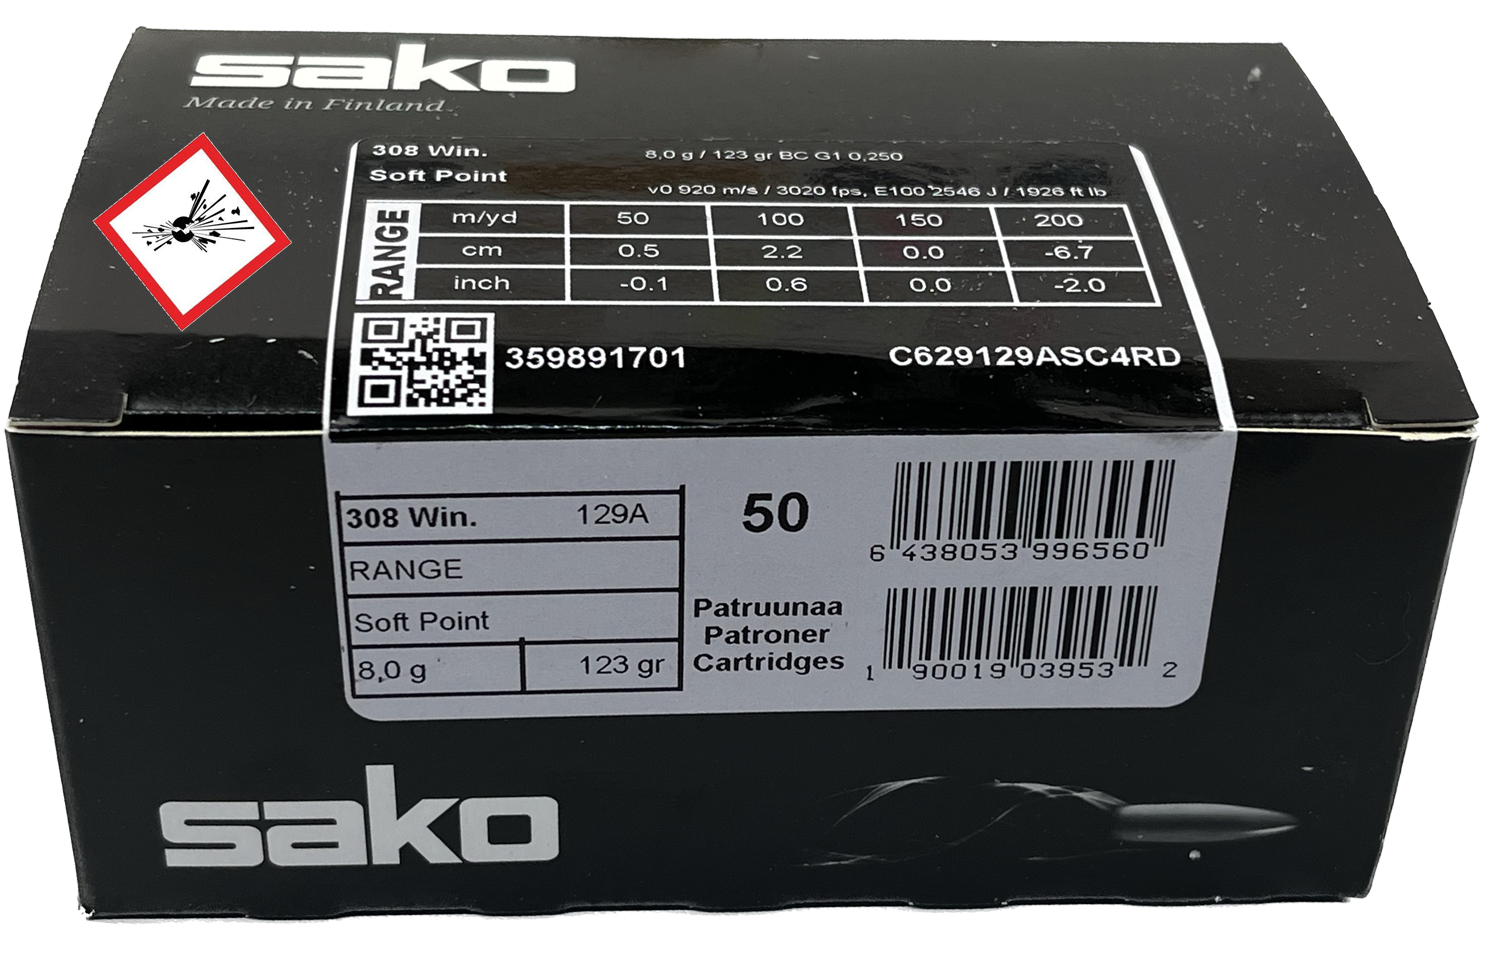 sako
Made in Finland
308 Win.
8,0 g / 123 gr BC G1 0,250
Soft Point
v0 920 m/s / 3020 fps, E100 2546 J / 1926 ft lb
RANGE
m/yd 50 100 150 200
cm 0.5 2.2 0.0 -6.7
inch -0.1 0.6 0.0 -2.0
359891701 C629129ASC4RD
308 Win. 129A
RANGE
Soft Point
8,0 g 123 gr
50
Patruunaa
Patroner
Cartridges
6 438053 996560
1 90019 03953 2
sako